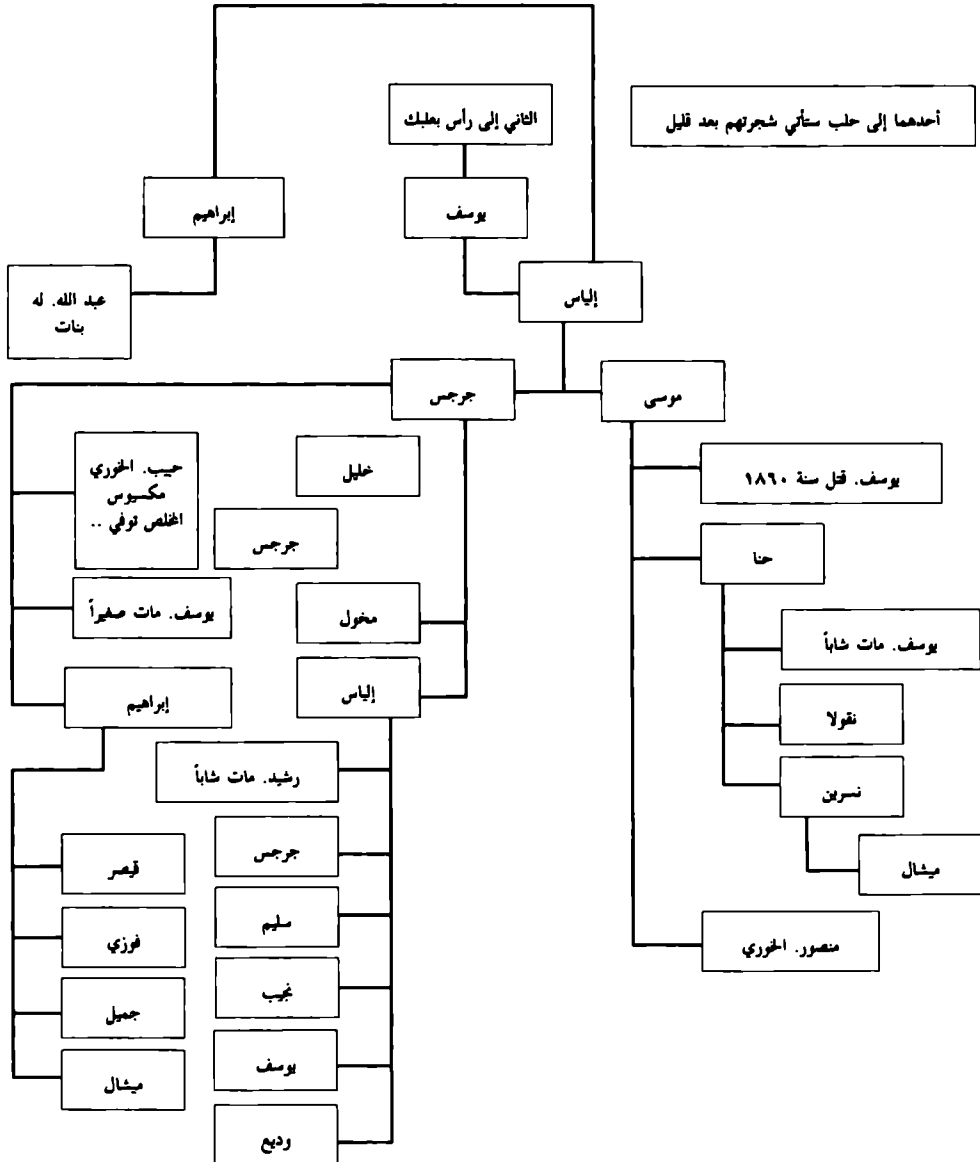 أحدهما إلى حلب ستأتي شجرتهم بعد قليل
الثاني إلى رأس بعلبك
يوسف
إبراهيم
إلياس
عبد الله. له
بنات
موسى
جرجس
يوسف. قتل سنة ١٨٦٠
حنا
يوسف. مات شاباً
نقولا
نسرين
ميشال
منصور. الخوري
خليل
جرجس
مخول
إلياس
رشيد. مات شاباً
جرجس
سليم
نجيب
يوسف
وديع
حبيب. الخوري
مكسيوس
المخلص توفي ..
يوسف. مات صغيراً
إبراهيم
قيصر
فوزي
جميل
ميشال